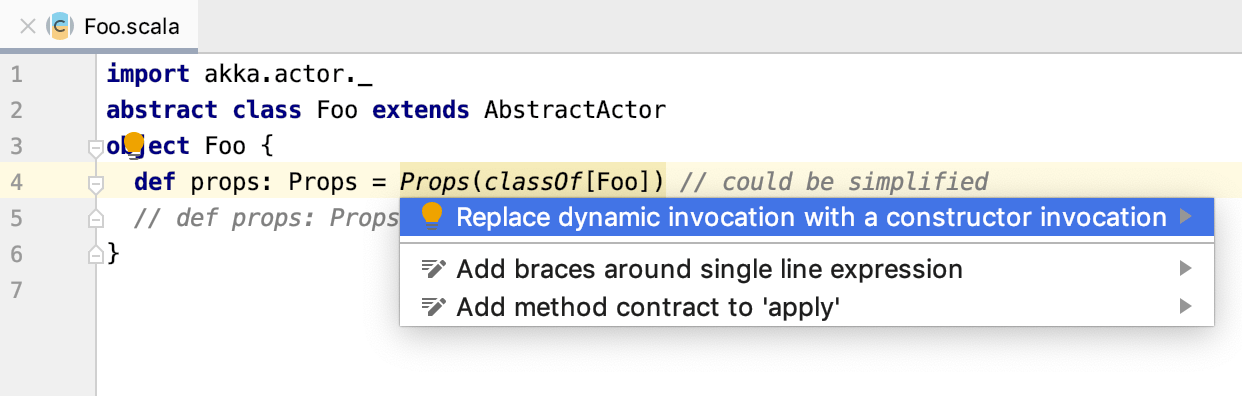 Foo.scala
1 import akka.actor._
2 abstract class Foo extends AbstractActor
3 object Foo {
4 def props: Props = Props(classOf[Foo]) // could be simplified
5 // def props: Props
Replace dynamic invocation with a constructor invocation
6 }
Add braces around single line expression
7
Add method contract to 'apply'